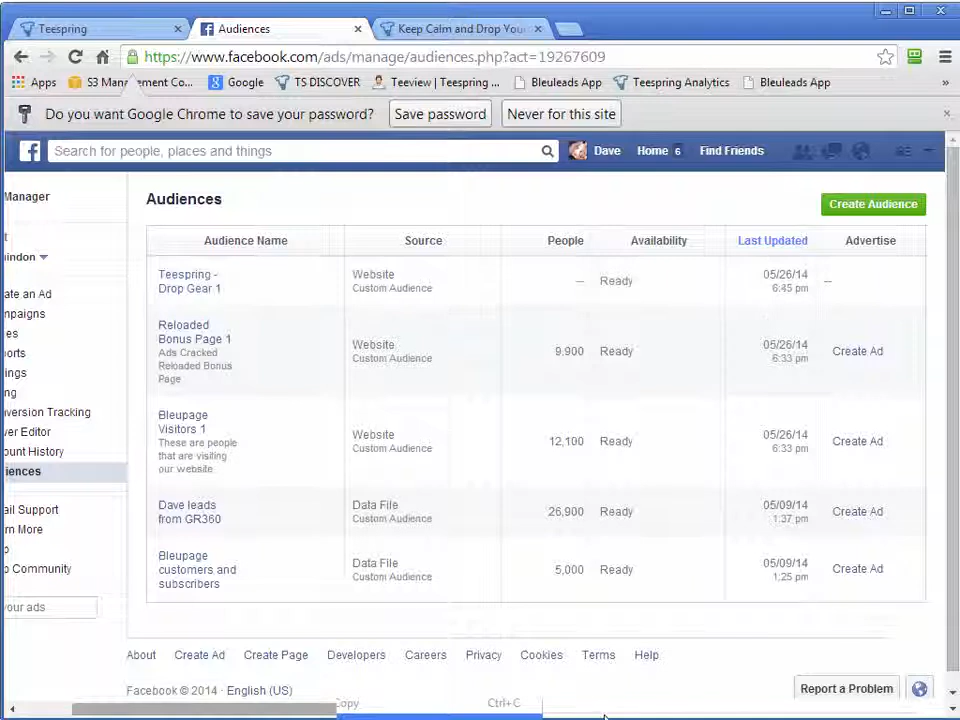 Teespring
Audiences
Keep Calm and Drop You
https://www.facebook.com/ads/manage/audiences.php?act=19267609
Apps
Google
TS DISCOVER
Teeview | Teespring ...
Bleuleads App
Teespring Analytics
Bleuleads App
»
Do you want Google Chrome to save your password?
Save password
Never for this site
Search for people, places and things
Dave
Home 6
Find Friends
Manager
Audiences
Create Audience
Audience Name
Source
People
Availability
Last Updated
Advertise
Teespring -
Drop Gear 1
Website
Custom Audience
--
Ready
05/26/14
6:45 pm
--
Reloaded
Bonus Page 1
Ads Cracked
Reloaded Bonus
Page
Website
Custom Audience
9,900
Ready
05/26/14
6:33 pm
Create Ad
Bleupage
Visitors 1
These are people
that are visiting
our website
Website
Custom Audience
12,100
Ready
05/26/14
6:33 pm
Create Ad
Dave leads
from GR360
Data File
Custom Audience
26,900
Ready
05/09/14
1:37 pm
Create Ad
Bleupage
customers and
subscribers
Data File
Custom Audience
5,000
Ready
05/09/14
1:25 pm
Create Ad
t
indon
ate an Ad
mpaigns
es
orts
ings
ng
nversion Tracking
ver Editor
ount History
iences
ail Support
rn More
p
p Community
your ads
About
Create Ad
Create Page
Developers
Careers
Privacy
Cookies
Terms
Help
Facebook © 2014 · English (US)
Report a Problem
Copy
Ctrl+C